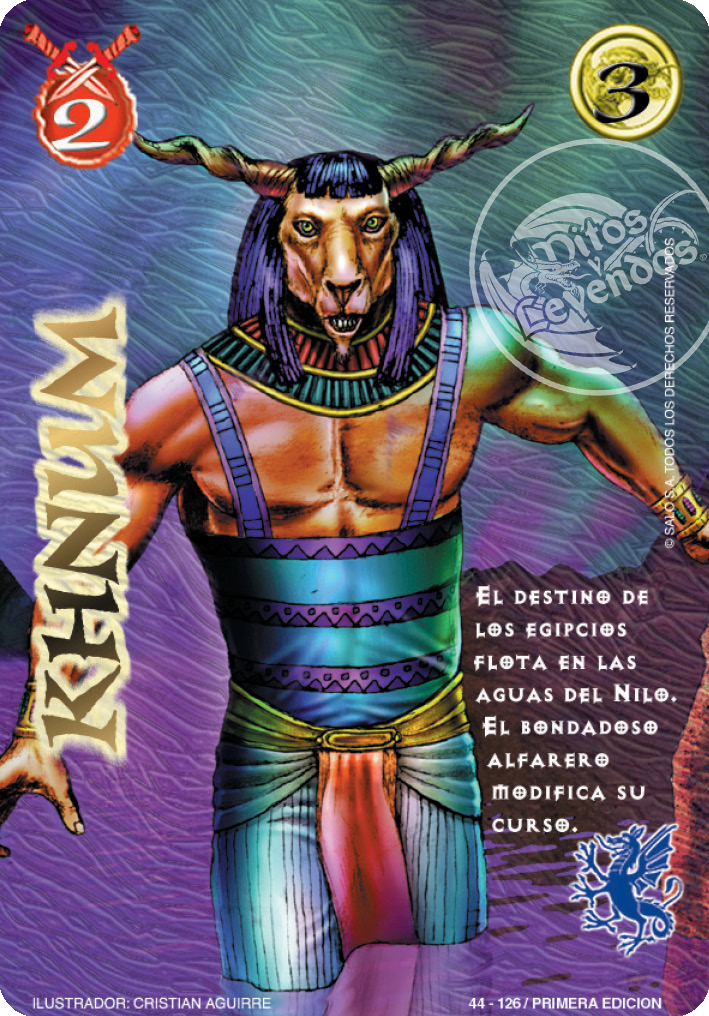 2
3
Mitos
y
Leyendas
KHNUM
© SALO S.A. TODOS LOS DERECHOS RESERVADOS
El destino de
los egipcios
flota en las
aguas del Nilo.
El bondadoso
alfarero
modifica su
curso.
ILUSTRADOR: CRISTIAN AGUIRRE
44 - 126 / PRIMERA EDICION